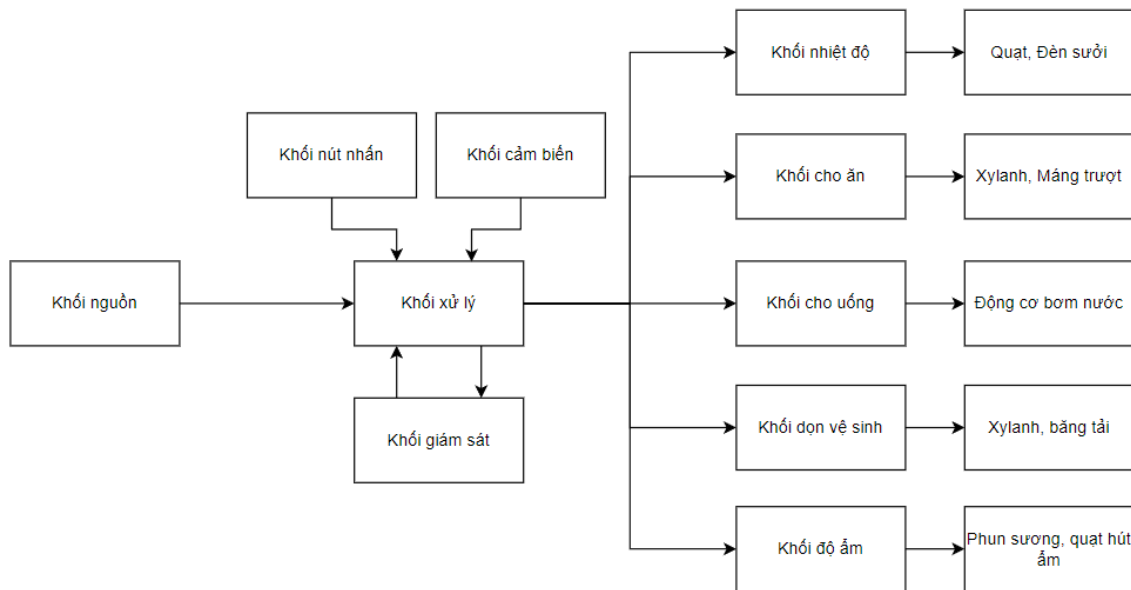 Khối nhiệt độ
Quạt, Đèn sưởi
Khối nút nhấn
Khối cảm biến
Khối cho ăn
Xylanh, Máng trượt
Khối nguồn
Khối xử lý
Khối cho uống
Động cơ bơm nước
Khối giám sát
Khối dọn vệ sinh
Xylanh, băng tải
Khối độ ẩm
Phun sương, quạt hút
ẩm